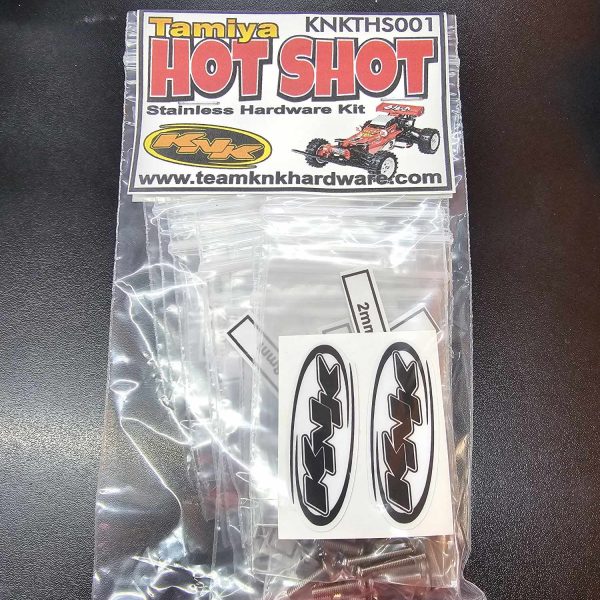 Tamiya KNKTHS001
HOT SHOT
Stainless Hardware Kit
KNK
www.teamknkhardware.com
2mm
KNK KNK